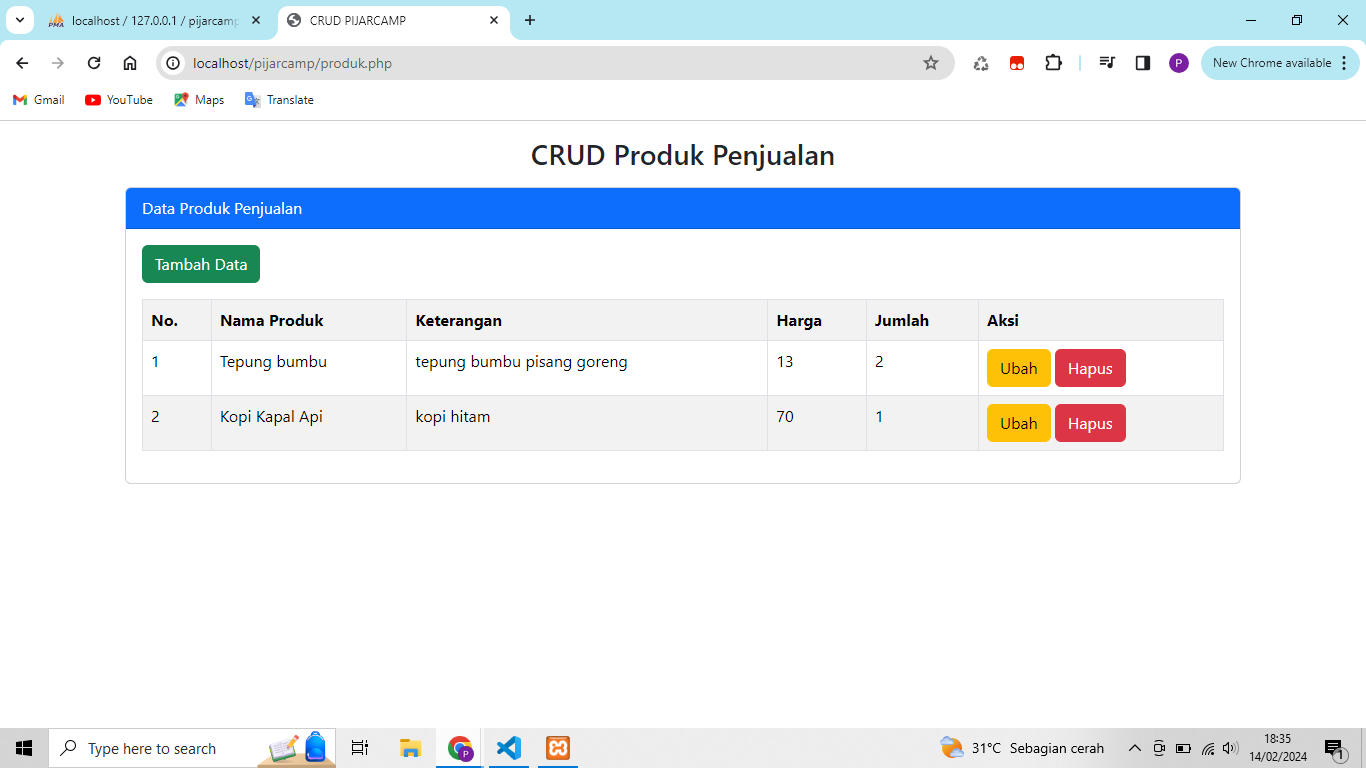 PMA localhost / 127.0.0.1 / pijarcamp
CRUD PIJARCAMP
localhost/pijarcamp/produk.php
P
New Chrome available
Gmail YouTube Maps Translate
CRUD Produk Penjualan
Data Produk Penjualan
Tambah Data
No. Nama Produk Keterangan Harga Jumlah Aksi
1 Tepung bumbu tepung bumbu pisang goreng 13 2 Ubah Hapus
2 Kopi Kapal Api kopi hitam 70 1 Ubah Hapus
Type here to search
P
31°C Sebagian cerah
18:35
14/02/2024
1